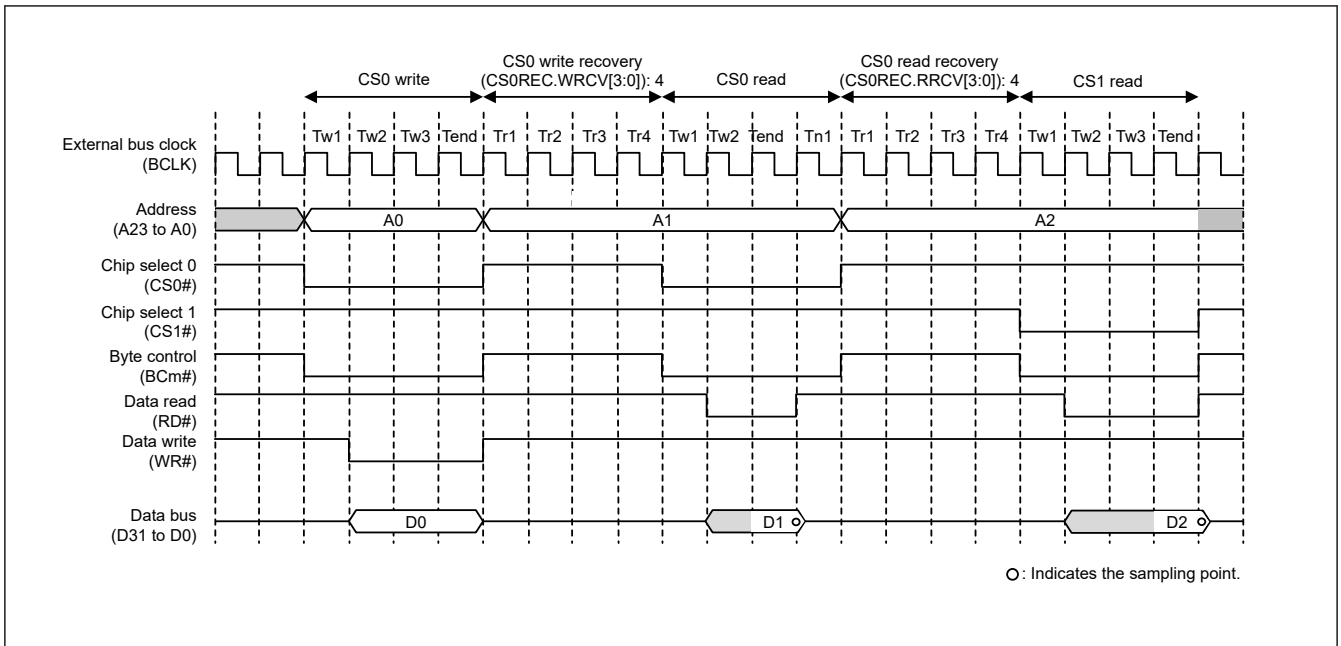 CS0 write
CS0 write recovery
(CS0REC.WRCV[3:0]): 4
CS0 read
CS0 read recovery
(CS0REC.RRCV[3:0]): 4
CS1 read
External bus clock
(BCLK)
Tw1 Tw2 Tw3 Tend Tr1 Tr2 Tr3 Tr4 Tw1 Tw2 Tend Tn1 Tr1 Tr2 Tr3 Tr4 Tw1 Tw2 Tw3 Tend
Address
(A23 to A0)
A0 A1 A2
Chip select 0
(CS0#)
Chip select 1
(CS1#)
Byte control
(BCm#)
Data read
(RD#)
Data write
(WR#)
Data bus
(D31 to D0)
D0 D1 D2
: Indicates the sampling point.